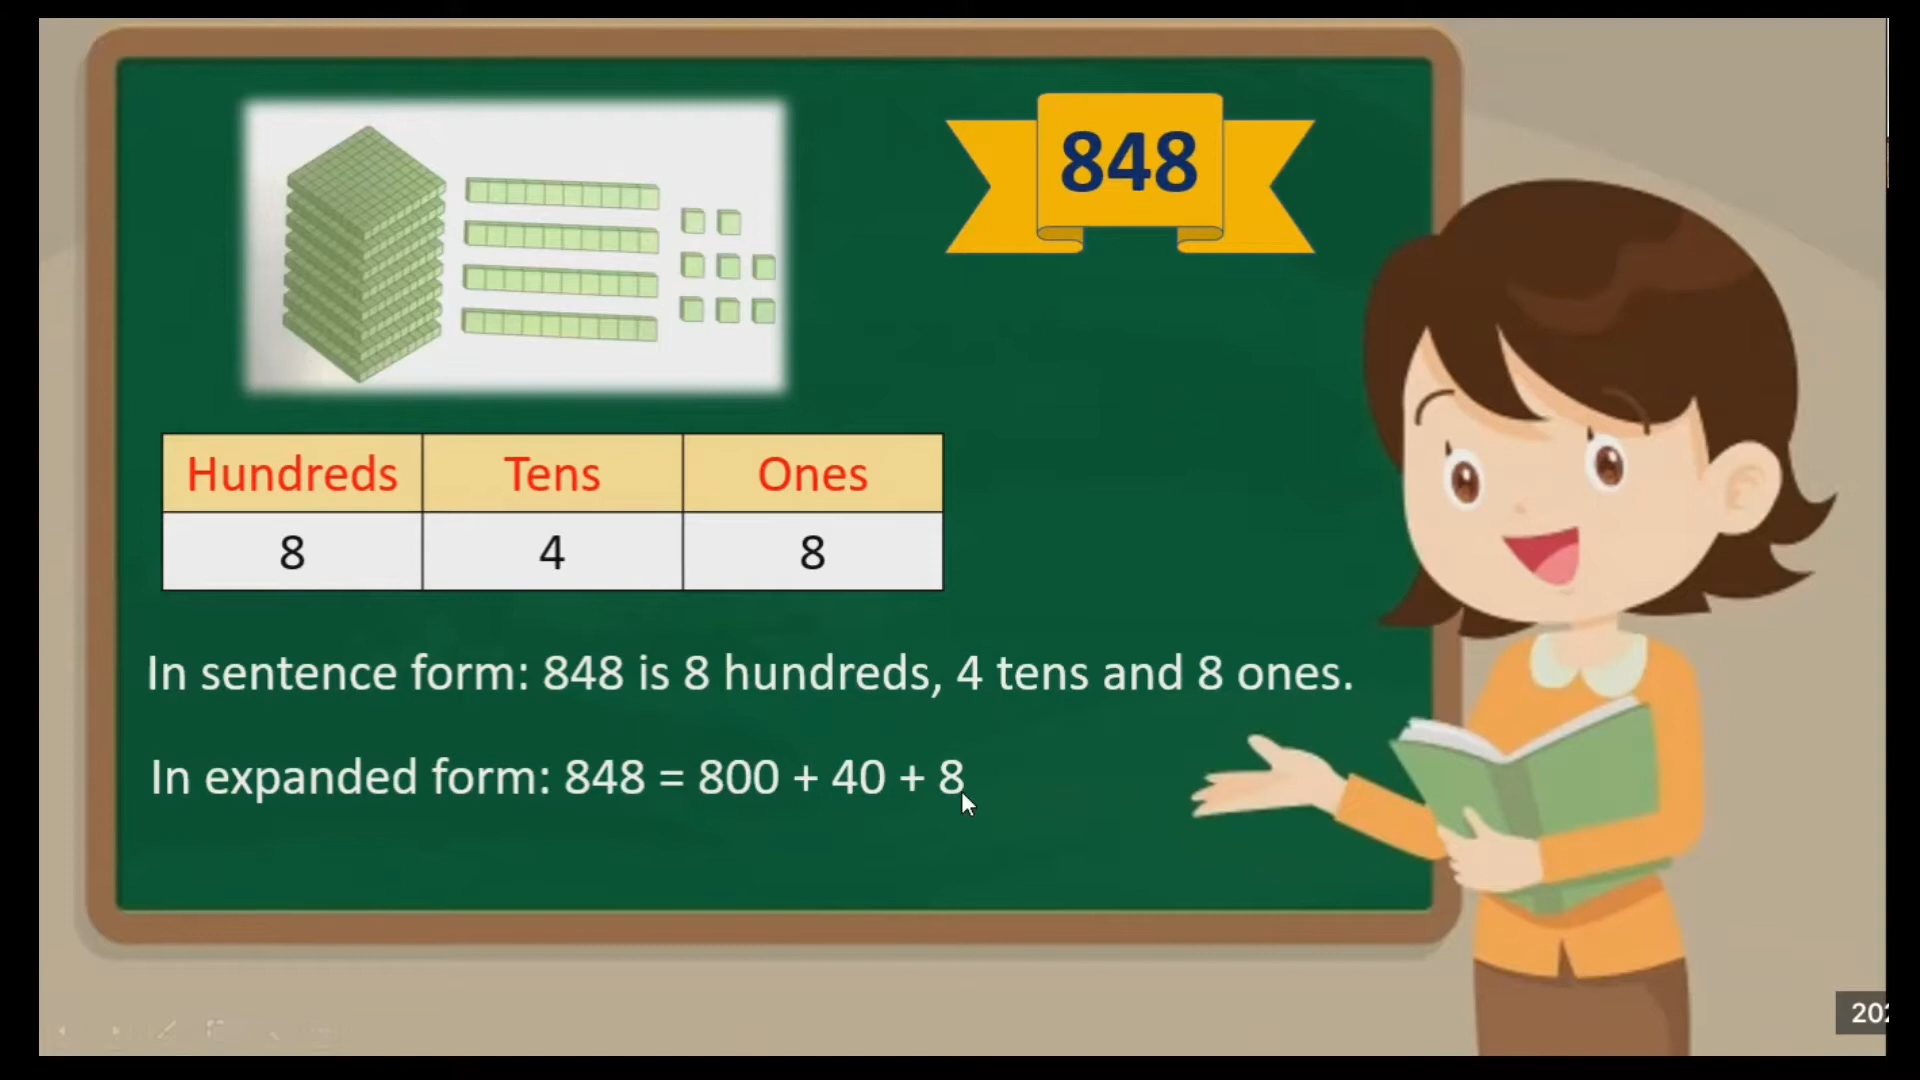 848
Hundreds Tens Ones
8 4 8
In sentence form: 848 is 8 hundreds, 4 tens and 8 ones.
In expanded form: 848 = 800 + 40 + 8